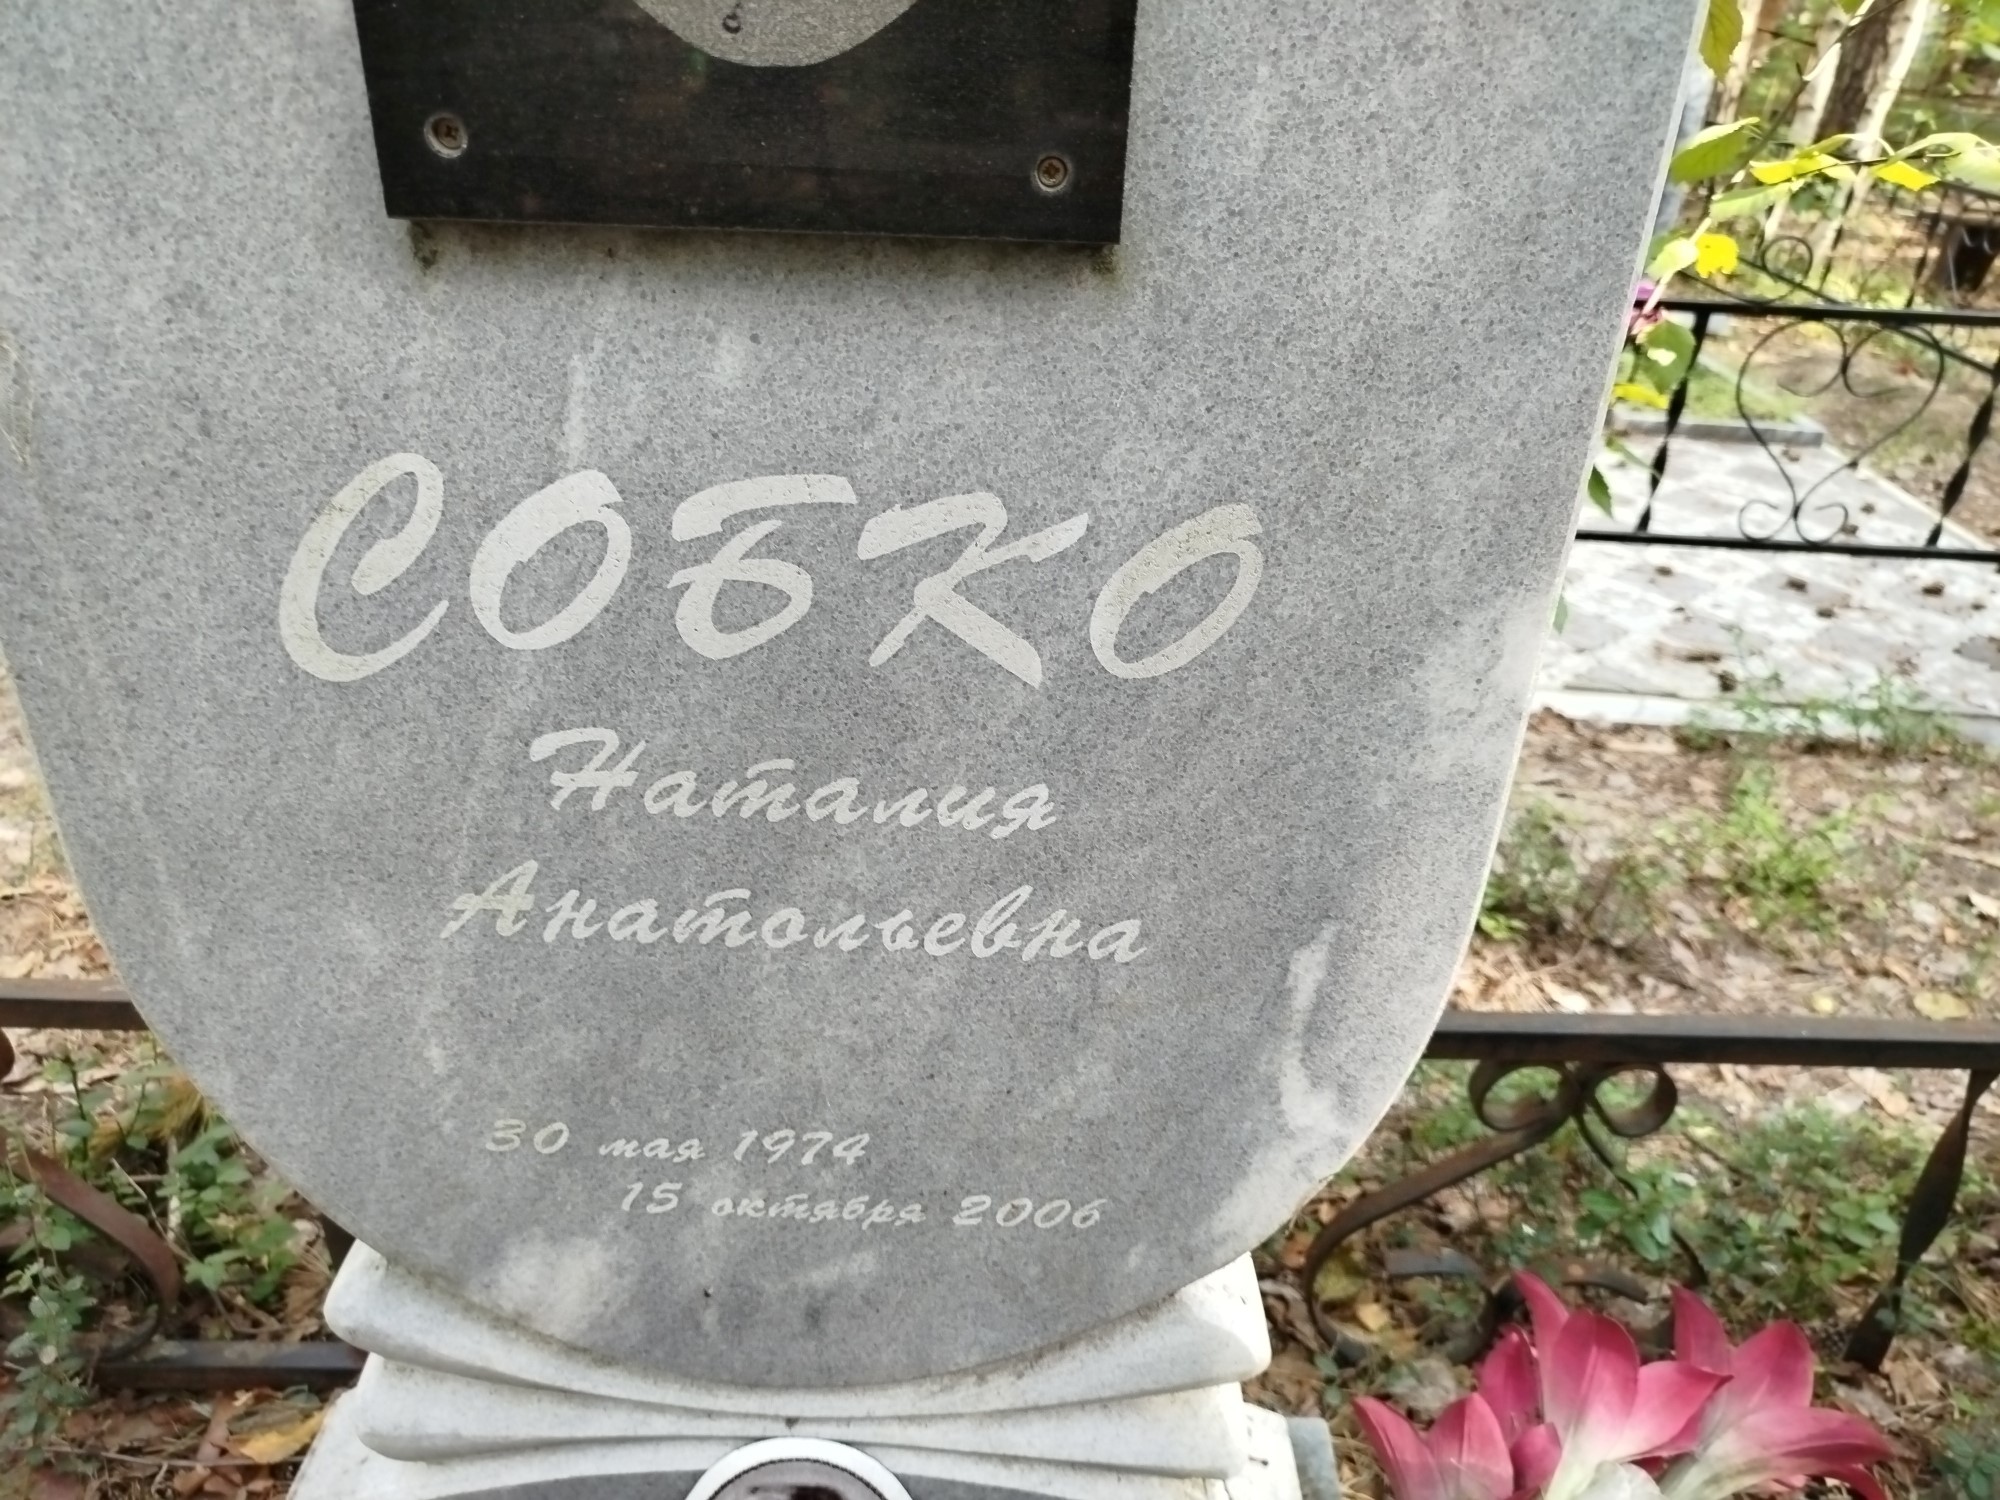 СОБКО
Наталия
Анатольевна
30 мая 1974
15 октября 2006